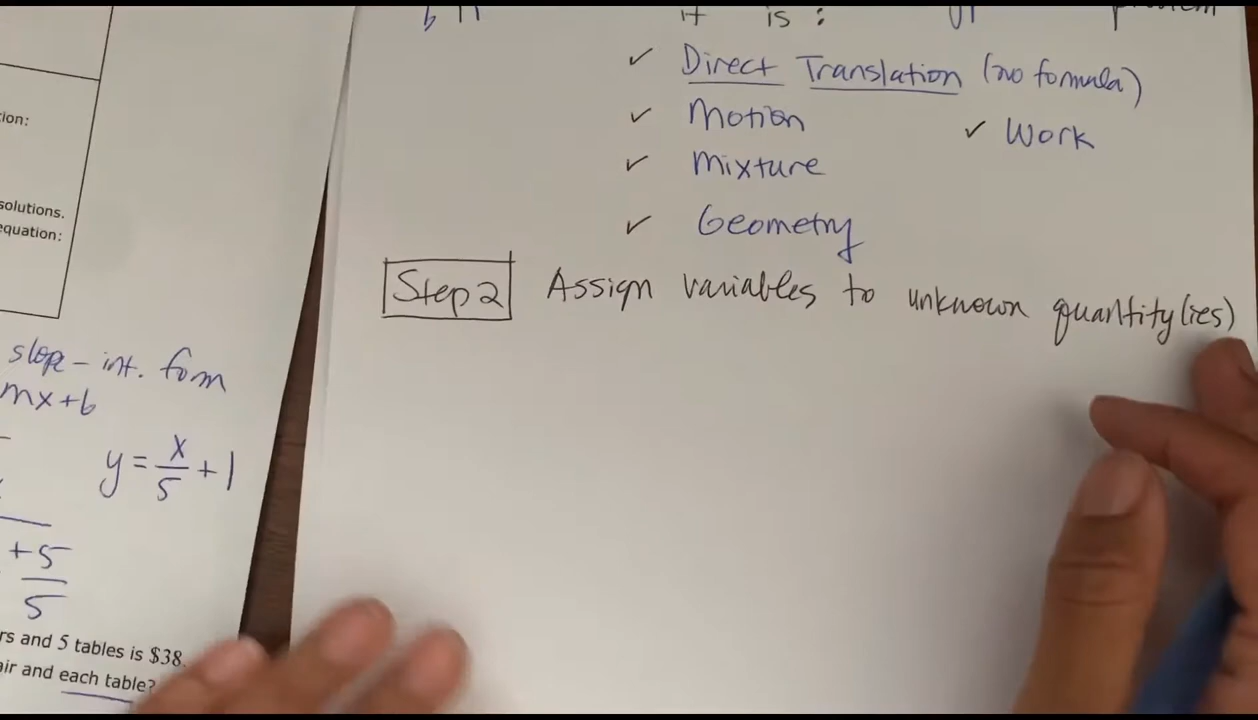 it is :
✓ Direct Translation (no formula)
✓ Motion ✓ Work
✓ Mixture
✓ Geometry
Step 2 Assign variables to unknown quantity(ies)
ion:
solutions.
equation:
slope - int. form
mx+b
y = x/5 + 1
+5
5
rs and 5 tables is $38.
air and each table?